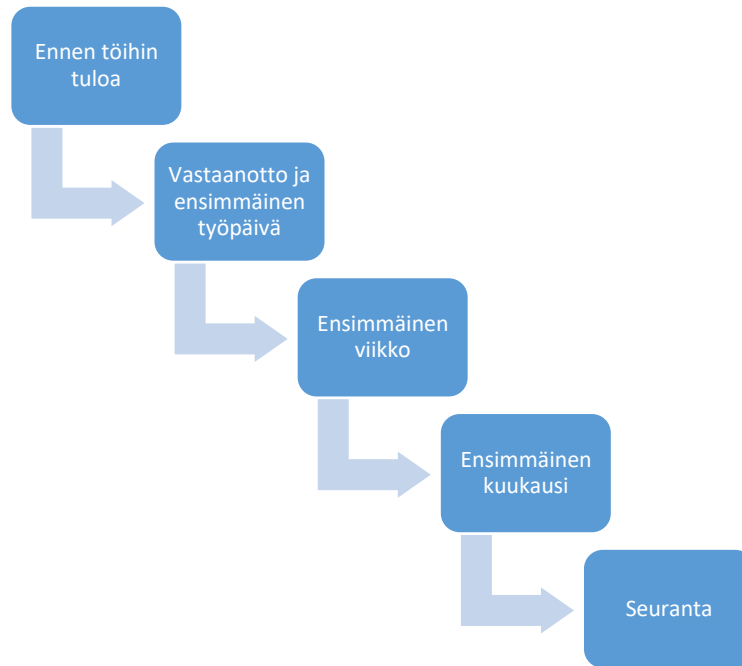 Ennen töihin
tuloa
Vastaanotto ja
ensimmäinen
työpäivä
Ensimmäinen
viikko
Ensimmäinen
kuukausi
Seuranta